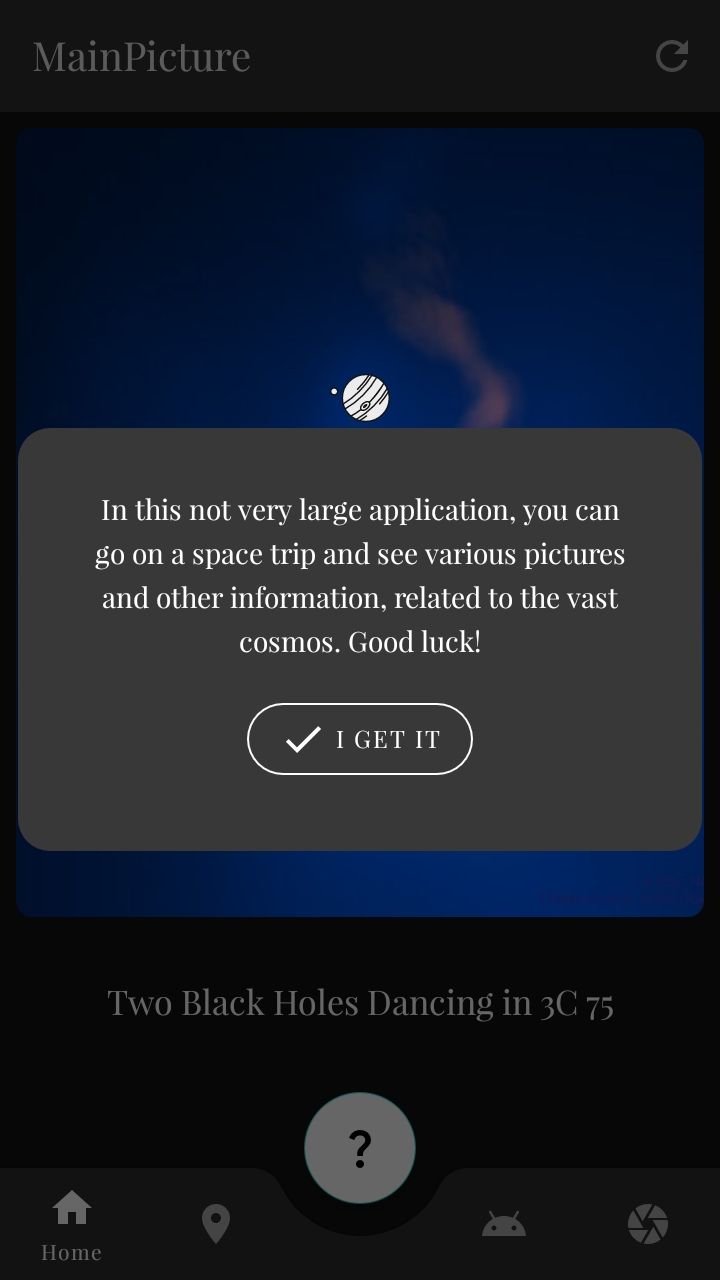 MainPicture
In this not very large application, you can
go on a space trip and see various pictures
and other information, related to the vast
cosmos. Good luck!
I GET IT
Two Black Holes Dancing in 3C 75
?
Home